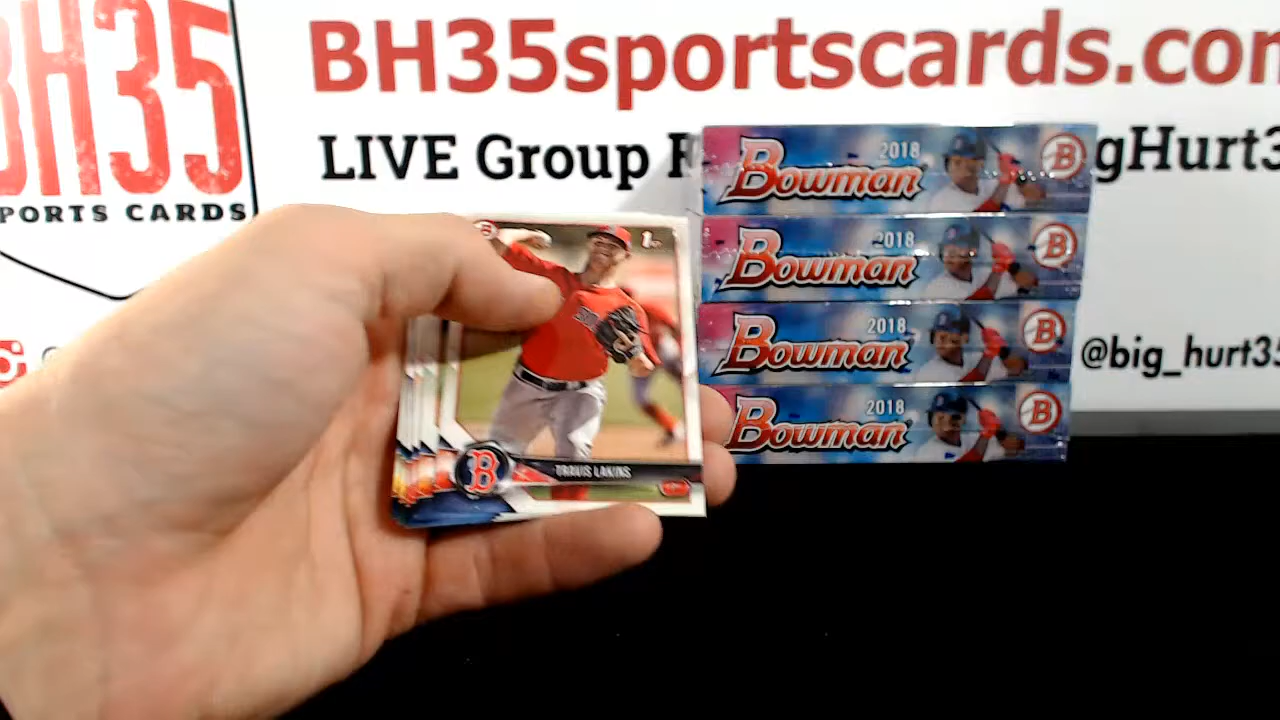 BH35
PORTS CARDS
BH35sportscards.com
LIVE Group
gHurt3
@big_hurt35
2018
Bowman
B
2018
Bowman
B
2018
Bowman
B
2018
Bowman
B
1st
B
TRAVIS LAKINS